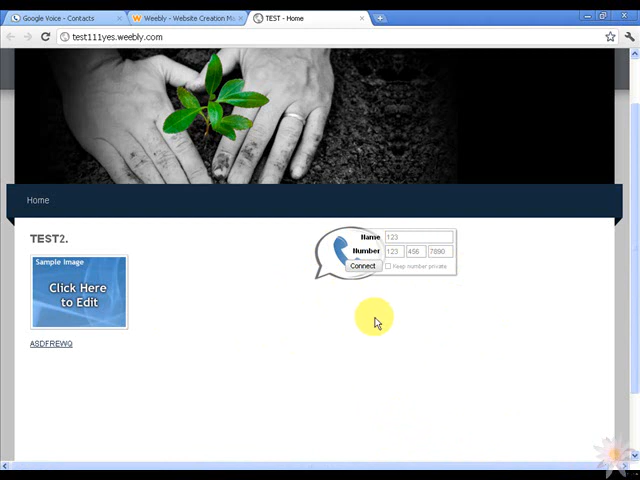 Google Voice - Contacts
Weebly - Website Creation Ma
TEST - Home
test111yes.weebly.com
Home
TEST2.
Name 123
Number 123 456 7890
Connect Keep number private
Sample Image
Click Here
to Edit
ASDFREWQ